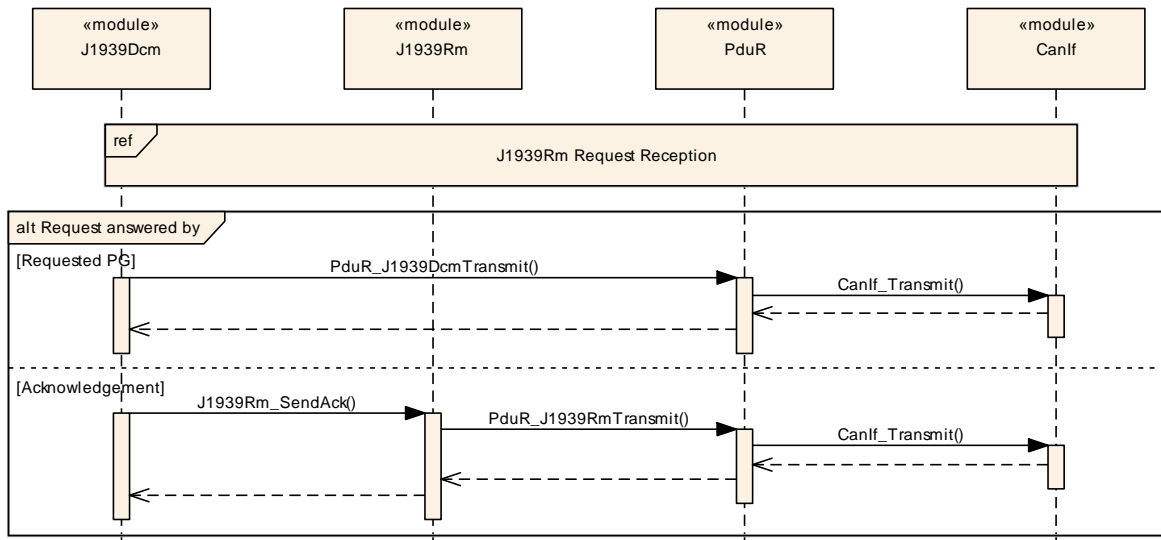 «module»
J1939Dcm
«module»
J1939Rm
«module»
PduR
«module»
CanIf
ref
J1939Rm Request Reception
alt Request answered by
[Requested PG]
PduR_J1939DcmTransmit()
CanIf_Transmit()
[Acknowledgement]
J1939Rm_SendAck()
PduR_J1939RmTransmit()
CanIf_Transmit()